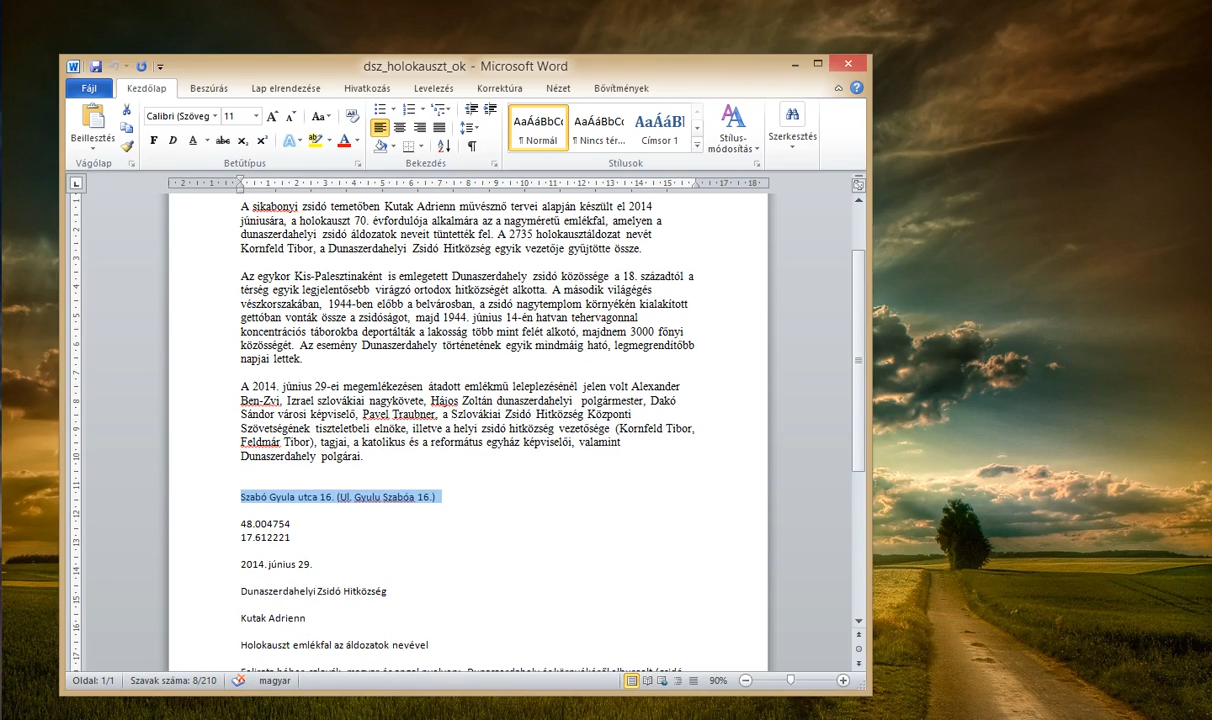 dsz_holokauszt_ok - Microsoft Word
Fájl Kezdőlap Beszúrás Lap elrendezése Hivatkozás Levelezés Korrektúra Nézet Bővítmények
Beillesztés
Vágólap
Calibri (Szöveg 11
Betűtípus
Bekezdés
AaÁáBbCc AaÁáBbCc AaÁáBl
¶ Normál ¶ Nincs tér... Címsor 1
Stílusok
Stílus-
módosítás
Szerkesztés
A sikabonyi zsidó temetőben Kutak Adrienn művésznő tervei alapján készült el 2014
júniusára, a holokauszt 70. évfordulója alkalmára az a nagyméretű emlékfal, amelyen a
dunaszerdahelyi zsidó áldozatok neveit tüntették fel. A 2735 holokausztáldozat nevét
Kornfeld Tibor, a Dunaszerdahelyi Zsidó Hitközség egyik vezetője gyűjtötte össze.
Az egykor Kis-Palesztinaként is emlegetett Dunaszerdahely zsidó közössége a 18. századtól a
térség egyik legjelentősebb virágzó ortodox hitközségét alkotta. A második világégés
vészkorszakában, 1944-ben előbb a belvárosban, a zsidó nagytemplom környékén kialakított
gettóban vonták össze a zsidóságot, majd 1944. június 14-én hatvan tehervagonnal
koncentrációs táborokba deportálták a lakosság több mint felét alkotó, majdnem 3000 főnyi
közösségét. Az esemény Dunaszerdahely történetének egyik mindmáig ható, legmegrendítőbb
napjai lettek.
A 2014. június 29-ei megemlékezésen átadott emlékmű leleplezésénél jelen volt Alexander
Ben-Zvi, Izrael szlovákiai nagykövete, Hájos Zoltán dunaszerdahelyi polgármester, Dakó
Sándor városi képviselő, Pavel Traubner, a Szlovákiai Zsidó Hitközség Központi
Szövetségének tiszteletbeli elnöke, illetve a helyi zsidó hitközség vezetősége (Kornfeld Tibor,
Feldmár Tibor), tagjai, a katolikus és a református egyház képviselői, valamint
Dunaszerdahely polgárai.
Szabó Gyula utca 16. (Ul. Gyulu Szabóa 16.)
48.004754
17.612221
2014. június 29.
Dunaszerdahelyi Zsidó Hitközség
Kutak Adrienn
Holokauszt emlékfal az áldozatok nevével
Oldal: 1/1 Szavak száma: 8/210 magyar 90%